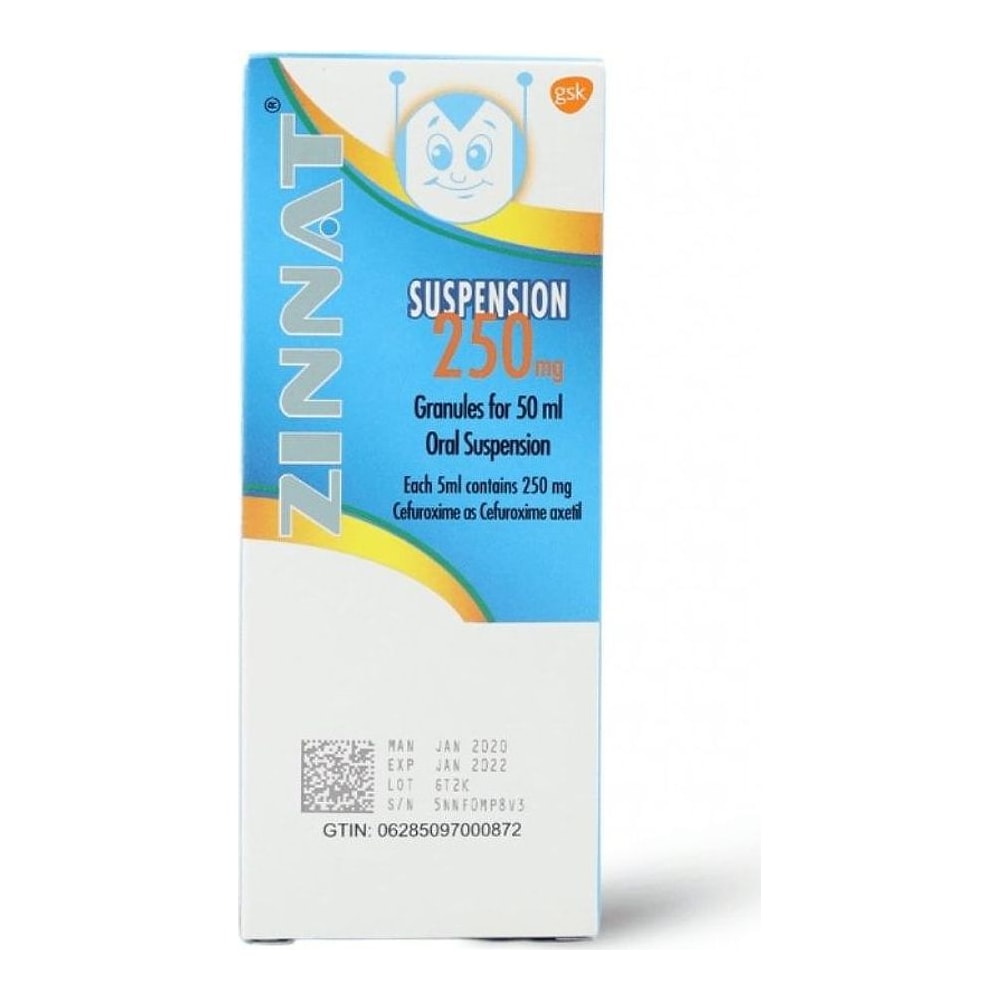 ZINNAT®
gsk
SUSPENSION
250mg
Granules for 50 ml
Oral Suspension
Each 5ml contains 250 mg
Cefuroxime as Cefuroxime axetil
MAN JAN 2020
EXP JAN 2022
LOT 6T2K
S/N 5NNFDMP8V3
GTIN: 06285097000872